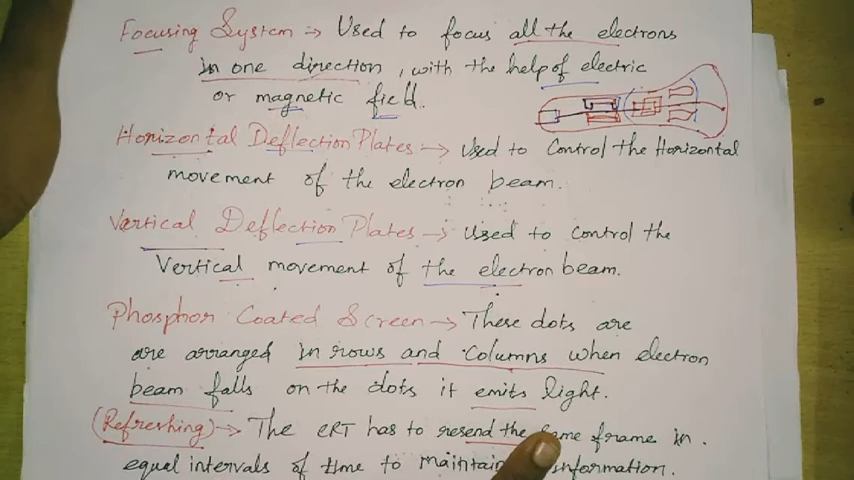 Focusing System → Used to focus all the electrons
in one direction, with the help of electric
or magnetic field.
Horizontal Deflection Plates → Used to Control the Horizontal
movement of the electron beam.
Vertical Deflection Plates → Used to control the
Vertical movement of the electron beam.
Phosphor Coated Screen → These dots are
are arranged in rows and columns when electron
beam falls on the dots it emits light.
(Refreshing) → The CRT has to resend the same frame in
equal intervals of time to maintain information.